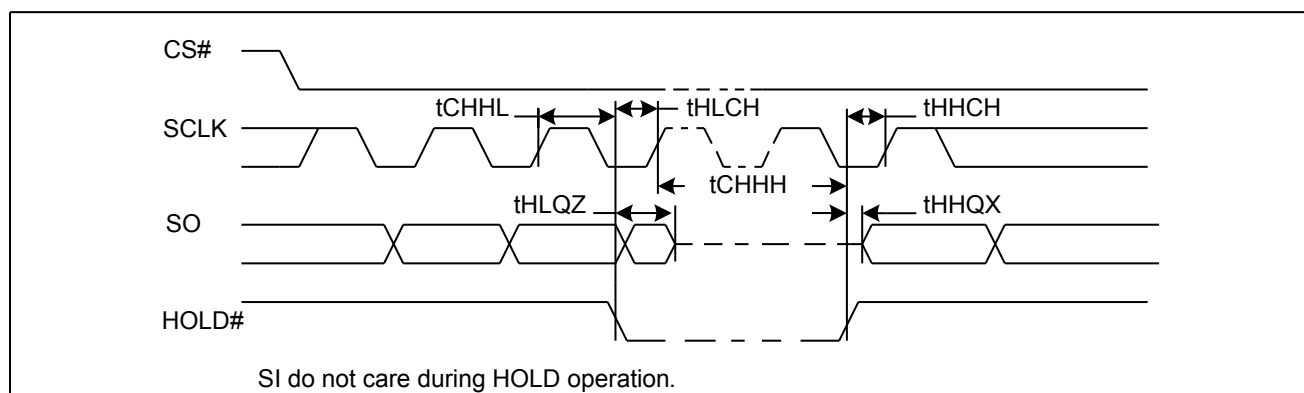 CS#
tCHHL
tHLCH
tHHCH
SCLK
tCHHH
tHLQZ
tHHQX
SO
HOLD#
SI do not care during HOLD operation.